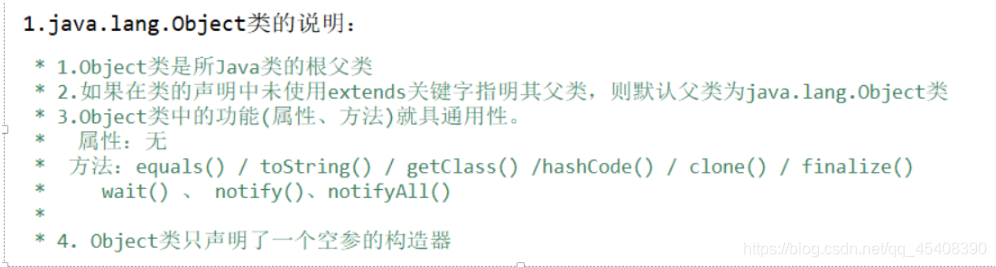 1.java.lang.Object类的说明:
* 1.Object类是所Java类的根父类
* 2.如果在类的声明中未使用extends关键字指明其父类，则默认父类为java.lang.Object类
* 3.Object类中的功能(属性、方法)就具通用性。
* 属性：无
* 方法：equals() / toString() / getClass() /hashCode() / clone() / finalize()
* wait() 、 notify()、notifyAll()
*
* 4. Object类只声明了一个空参的构造器
https://blog.csdn.net/qq_45408390